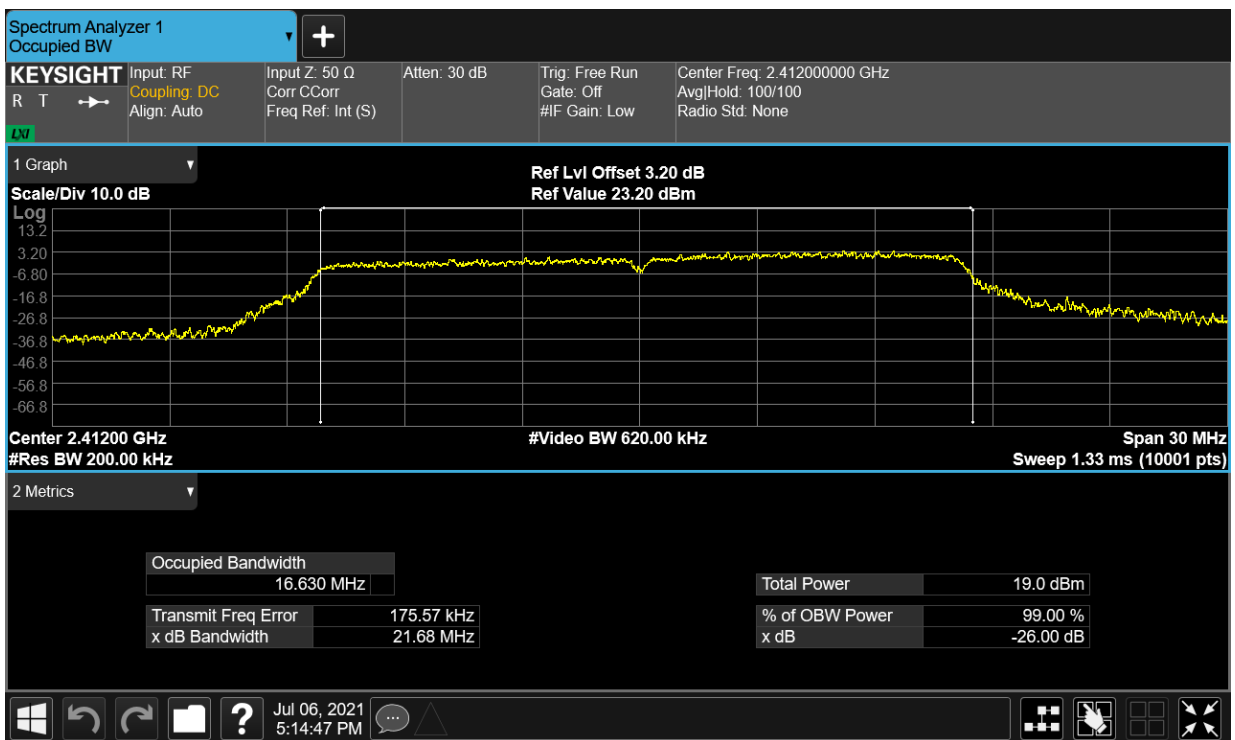 Spectrum Analyzer 1
Occupied BW
▼
+
KEYSIGHT
R T
LXI
Input: RF
Coupling: DC
Align: Auto
Input Z: 50 Ω
Corr CCorr
Freq Ref: Int (S)
Atten: 30 dB
Trig: Free Run
Gate: Off
#IF Gain: Low
Center Freq: 2.412000000 GHz
Avg|Hold: 100/100
Radio Std: None
1 Graph ▼
Ref Lvl Offset 3.20 dB
Scale/Div 10.0 dB
Ref Value 23.20 dBm
Log
13.2
3.20
-6.80
-16.8
-26.8
-36.8
-46.8
-56.8
-66.8
Center 2.41200 GHz
#Video BW 620.00 kHz
Span 30 MHz
#Res BW 200.00 kHz
Sweep 1.33 ms (10001 pts)
2 Metrics ▼
Occupied Bandwidth
16.630 MHz
Total Power 19.0 dBm
Transmit Freq Error 175.57 kHz
% of OBW Power 99.00 %
x dB Bandwidth 21.68 MHz
x dB -26.00 dB
?
Jul 06, 2021
5:14:47 PM